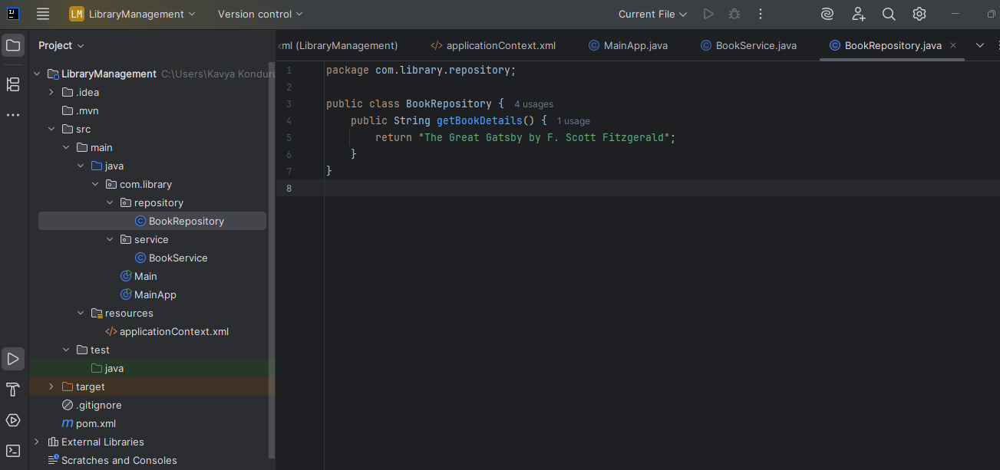 LM LibraryManagement Version control Current File
Project
xml (LibraryManagement) applicationContext.xml MainApp.java BookService.java BookRepository.java
LibraryManagement C:\Users\Kavya Konduru
.idea
.mvn
src
main
java
com.library
repository
BookRepository
service
BookService
Main
MainApp
resources
applicationContext.xml
test
java
target
.gitignore
pom.xml
External Libraries
Scratches and Consoles
1 package com.library.repository;
2
3 public class BookRepository { 4 usages
4 public String getBookDetails() { 1 usage
5 return "The Great Gatsby by F. Scott Fitzgerald";
6 }
7 }
8